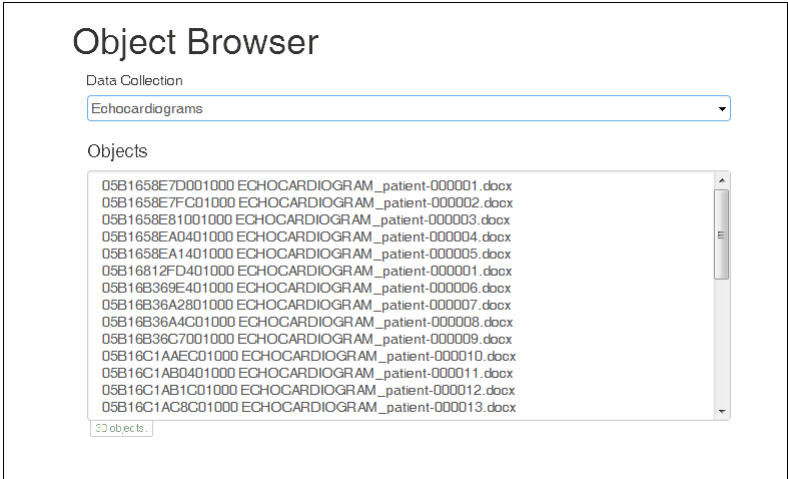 Object Browser
Data Collection
Echocardiograms
Objects
05B1658E7D001000 ECHOCARDIOGRAM_patient-000001.docx
05B1658E7FC01000 ECHOCARDIOGRAM_patient-000002.docx
05B1658E81001000 ECHOCARDIOGRAM_patient-000003.docx
05B1658EA0401000 ECHOCARDIOGRAM_patient-000004.docx
05B1658EA1401000 ECHOCARDIOGRAM_patient-000005.docx
05B16812FD401000 ECHOCARDIOGRAM_patient-000001.docx
05B16B369E401000 ECHOCARDIOGRAM_patient-000006.docx
05B16B36A2801000 ECHOCARDIOGRAM_patient-000007.docx
05B16B36A4C01000 ECHOCARDIOGRAM_patient-000008.docx
05B16B36C7001000 ECHOCARDIOGRAM_patient-000009.docx
05B16C1AAEC01000 ECHOCARDIOGRAM_patient-000010.docx
05B16C1AB0401000 ECHOCARDIOGRAM_patient-000011.docx
05B16C1AB1C01000 ECHOCARDIOGRAM_patient-000012.docx
05B16C1AC8C01000 ECHOCARDIOGRAM_patient-000013.docx
30 objects.